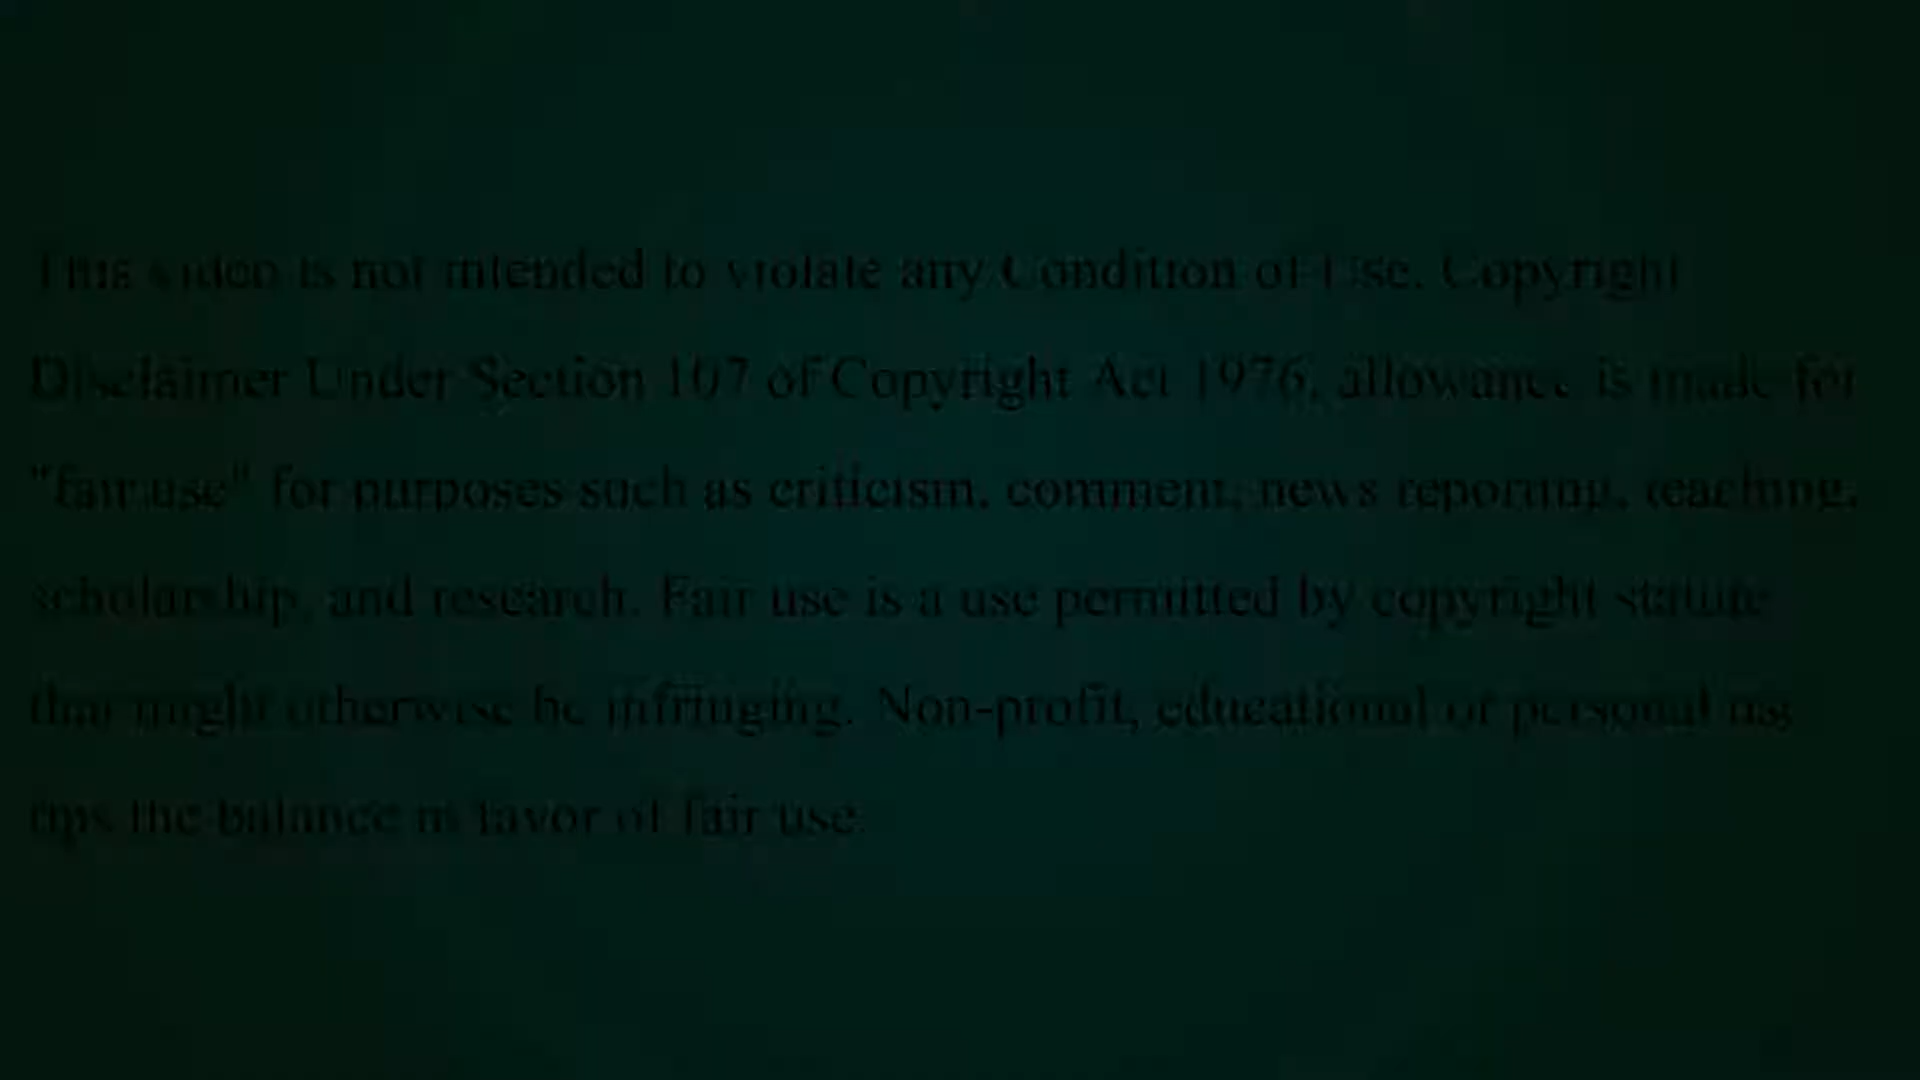 This video is not intended to violate any Condition of Use. Copyright
Disclaimer Under Section 107 of Copyright Act 1976, allowance is made for
"fair use" for purposes such as criticism, comment, news reporting, teaching,
scholarship, and research. Fair use is a use permitted by copyright statute
that might otherwise be infringing. Non-profit, educational or personal use
tips the balance in favor of fair use.